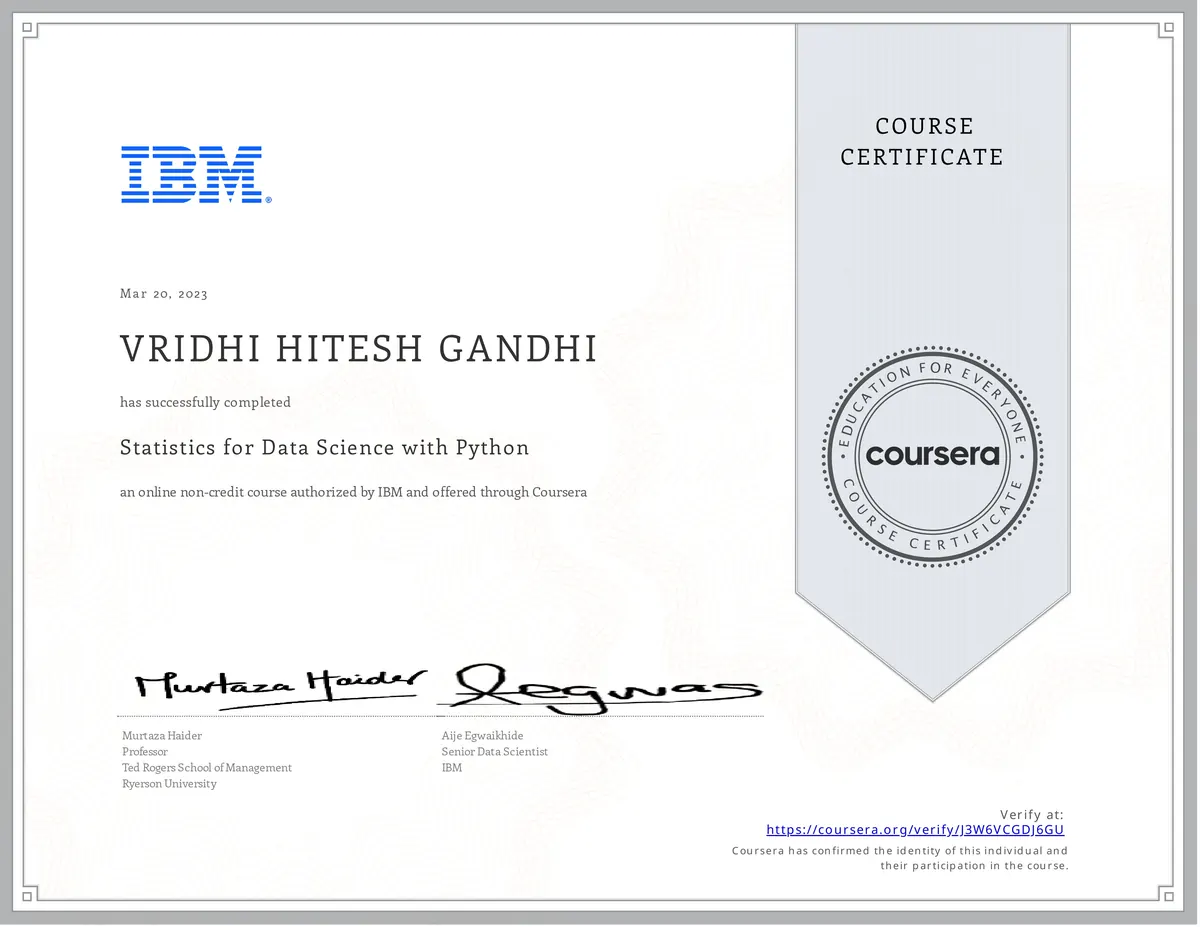 COURSE
CERTIFICATE
IBM®
Mar 20, 2023
VRIDHI HITESH GANDHI
has successfully completed
Statistics for Data Science with Python
an online non-credit course authorized by IBM and offered through Coursera
EDUCATION FOR EVERYONE
coursera
COURSE CERTIFICATE
Murtaza Haider
Murtaza Haider
Professor
Ted Rogers School of Management
Ryerson University
Aije Egwaikhide
Senior Data Scientist
IBM
Verify at:
https://coursera.org/verify/J3W6VCGDJ6GU
Coursera has confirmed the identity of this individual and
their participation in the course.